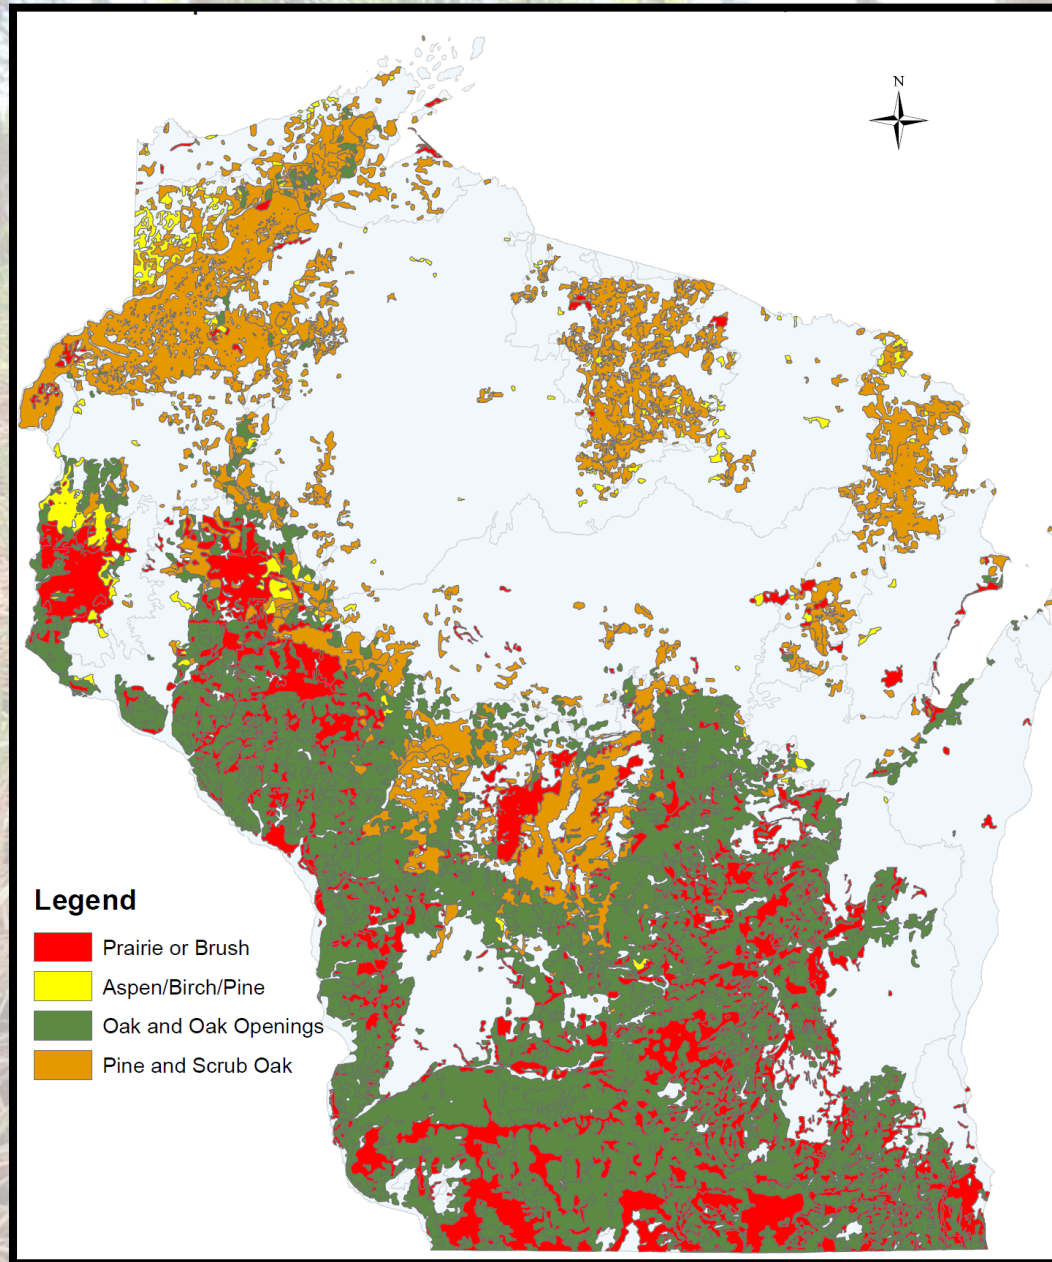 N
Legend
Prairie or Brush
Aspen/Birch/Pine
Oak and Oak Openings
Pine and Scrub Oak